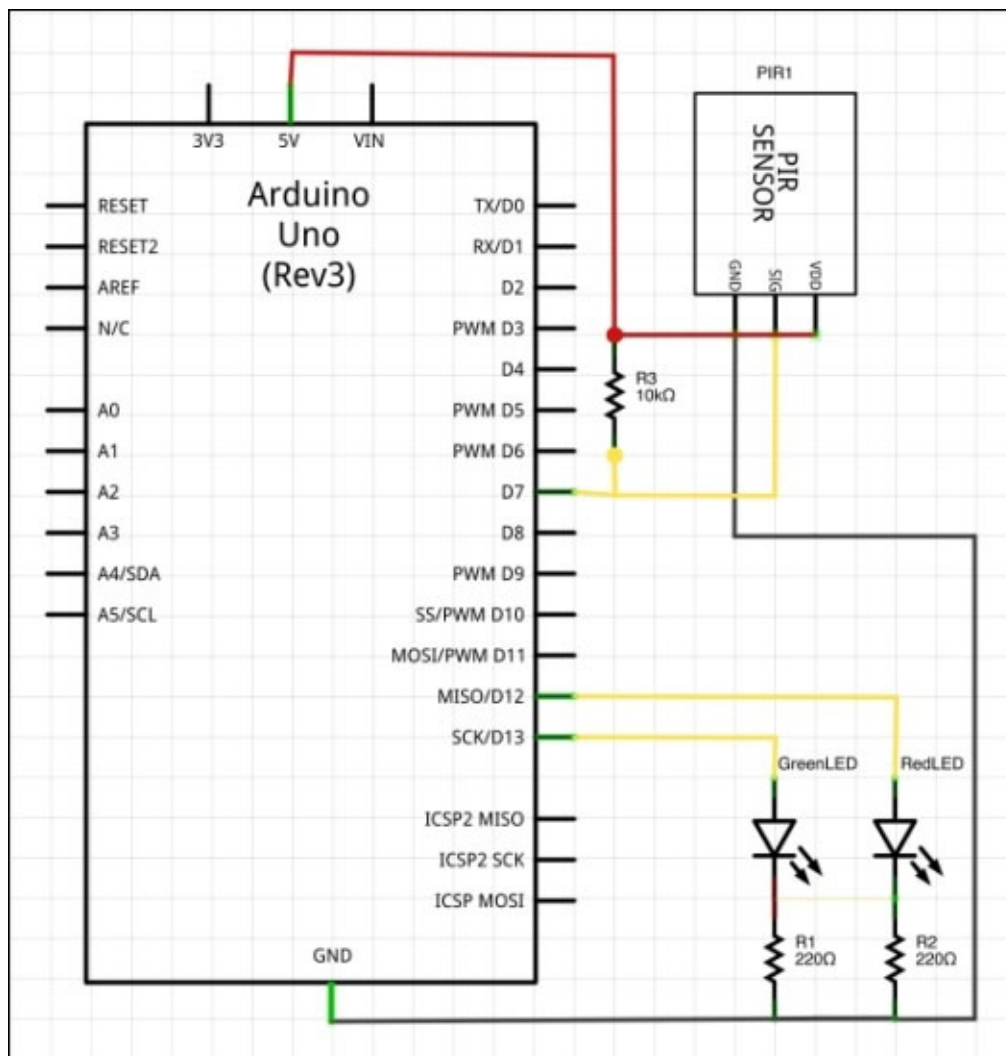 3V3
5V
VIN
Arduino
Uno
(Rev3)
RESET
RESET2
AREF
N/C
A0
A1
A2
A3
A4/SDA
A5/SCL
TX/D0
RX/D1
D2
PWM D3
D4
PWM D5
PWM D6
D7
D8
PWM D9
SS/PWM D10
MOSI/PWM D11
MISO/D12
SCK/D13
ICSP2 MISO
ICSP2 SCK
ICSP MOSI
GND
PIR1
PIR
SENSOR
GND
SIG
VDD
R3
10kΩ
GreenLED
RedLED
R1
220Ω
R2
220Ω